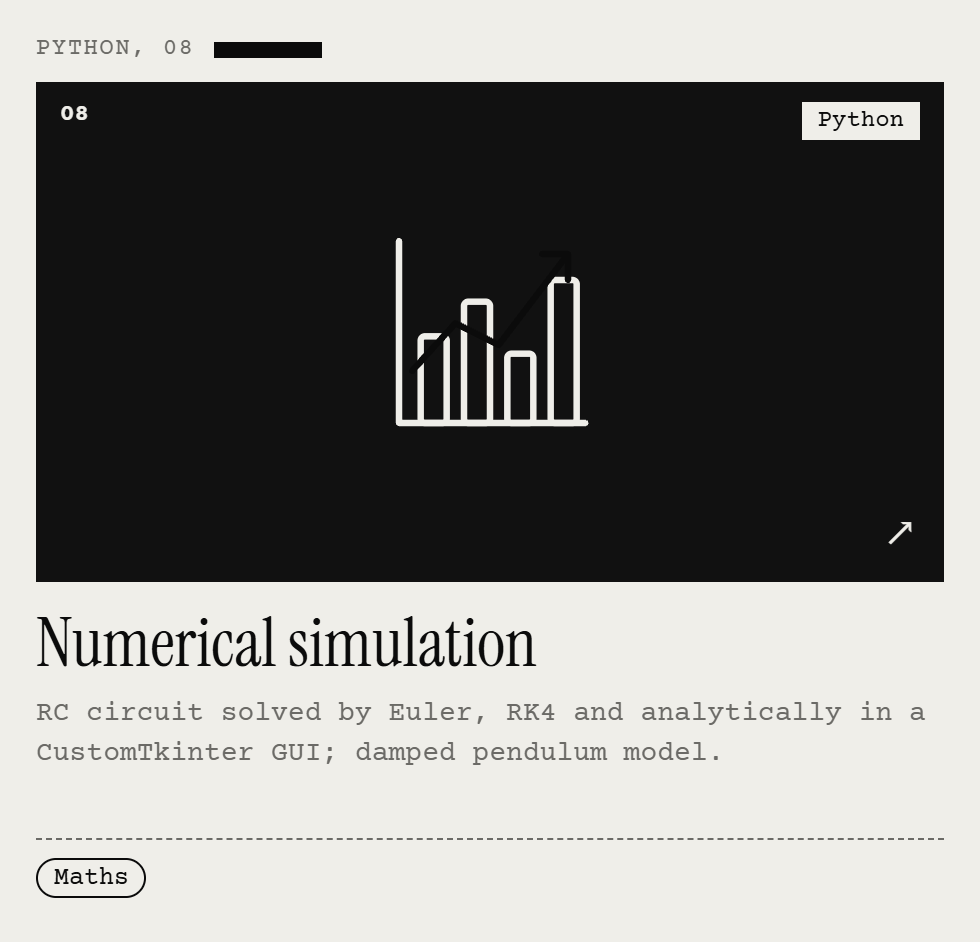 PYTHON, 08
08
Python
↗
Numerical simulation
RC circuit solved by Euler, RK4 and analytically in a
CustomTkinter GUI; damped pendulum model.
Maths